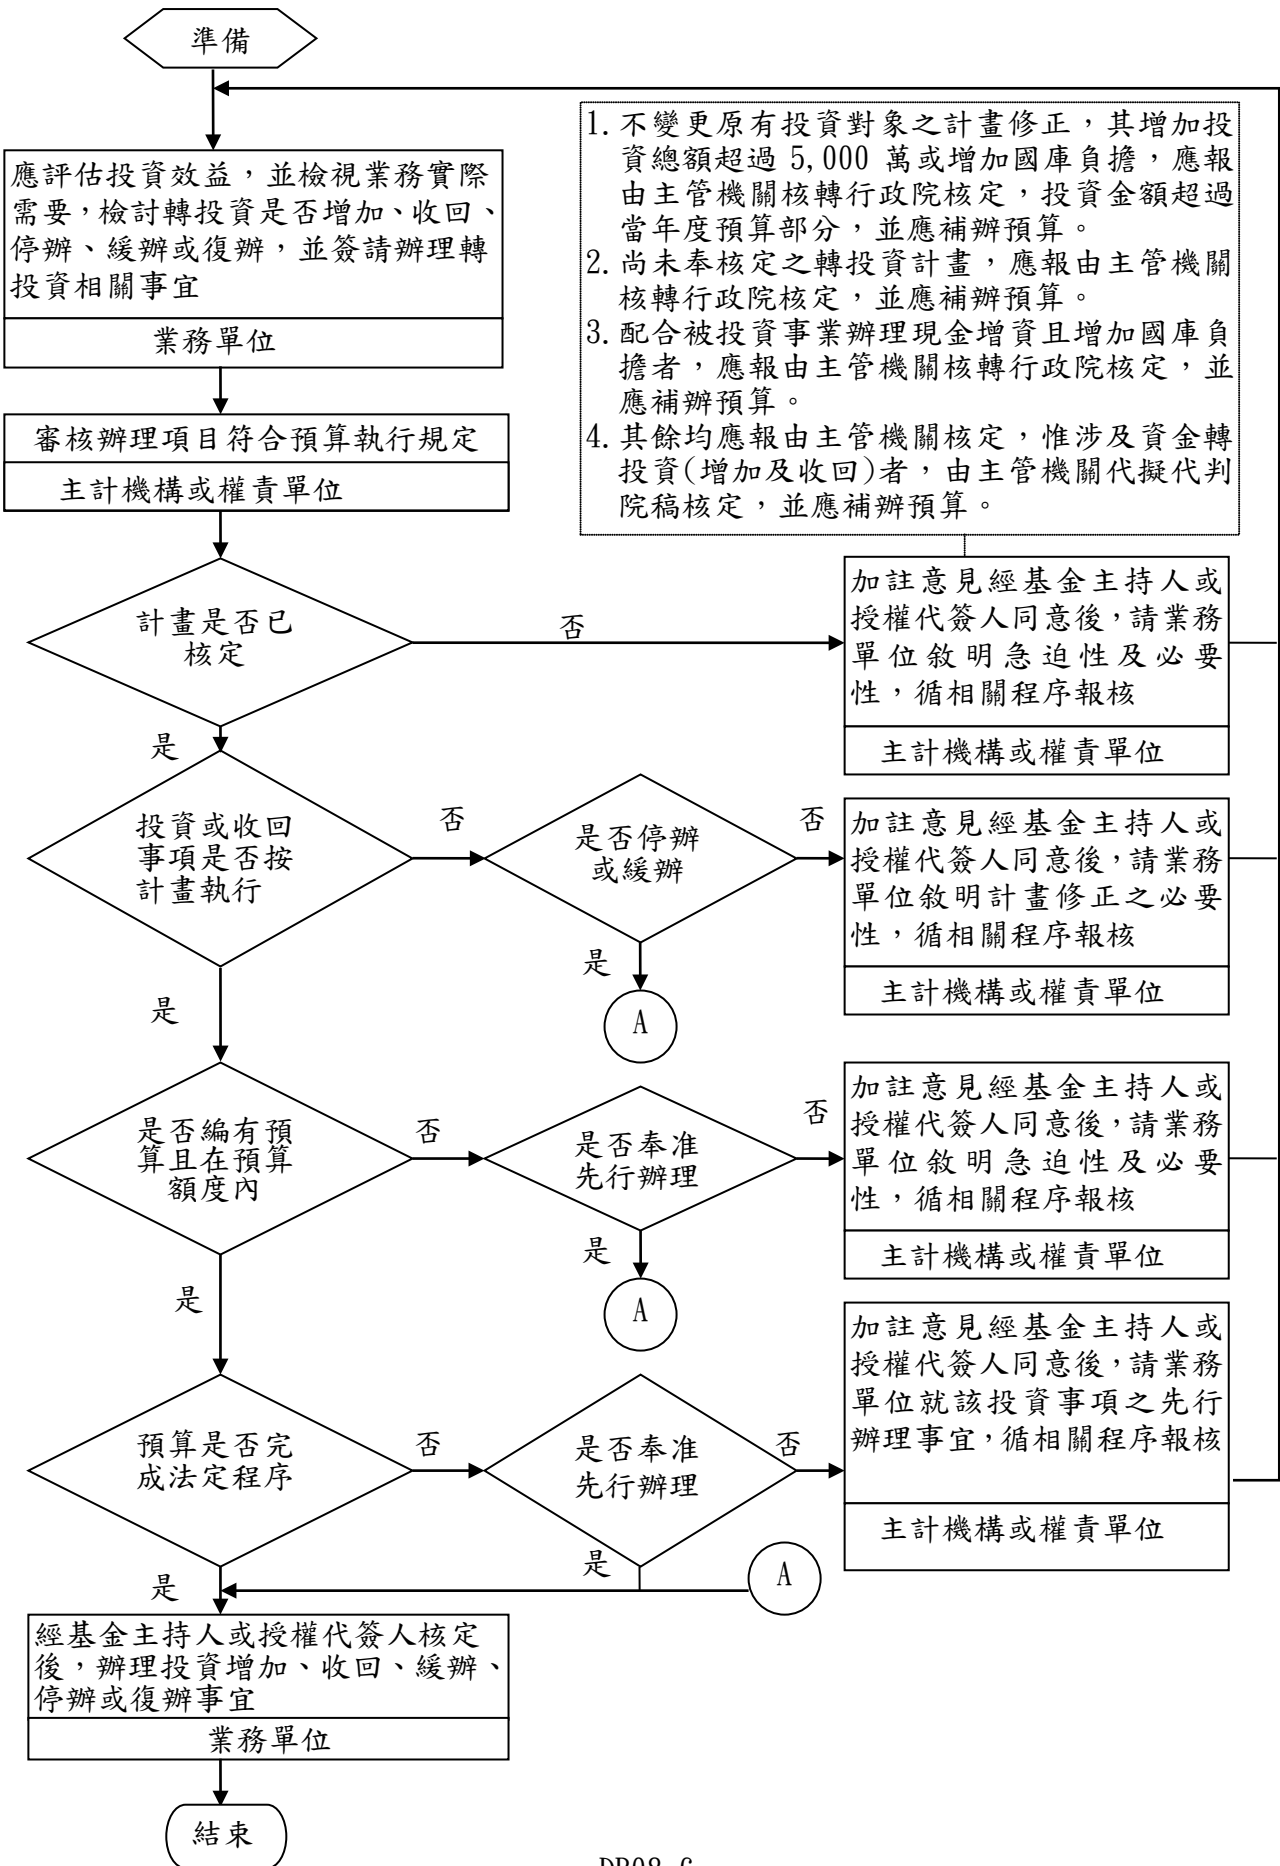 準備
1.不變更原有投資對象之計畫修正，其增加投
資總額超過 5,000 萬或增加國庫負擔，應報
由主管機關核轉行政院核定，投資金額超過
當年度預算部分，並應補辦預算。
2.尚未奉核定之轉投資計畫，應報由主管機關
核轉行政院核定，並應補辦預算。
3.配合被投資事業辦理現金增資且增加國庫負
擔者，應報由主管機關核轉行政院核定，並
應補辦預算。
4.其餘均應報由主管機關核定，惟涉及資金轉
投資(增加及收回)者，由主管機關代擬代判
院稿核定，並應補辦預算。
應評估投資效益，並檢視業務實際
需要，檢討轉投資是否增加、收回、
停辦、緩辦或復辦，並簽請辦理轉
投資相關事宜
業務單位
審核辦理項目符合預算執行規定
主計機構或權責單位
計畫是否已
核定
否
加註意見經基金主持人或
授權代簽人同意後，請業務
單位敘明急迫性及必要
性，循相關程序報核
主計機構或權責單位
是
投資或收回
事項是否按
計畫執行
否
是否停辦
或緩辦
否
加註意見經基金主持人或
授權代簽人同意後，請業務
單位敘明計畫修正之必要
性，循相關程序報核
主計機構或權責單位
是
A
是
是否編有預
算且在預算
額度內
否
是否奉准
先行辦理
否
加註意見經基金主持人或
授權代簽人同意後，請業務
單位敘明急迫性及必要
性，循相關程序報核
主計機構或權責單位
是
A
是
預算是否完
成法定程序
否
是否奉准
先行辦理
否
加註意見經基金主持人或
授權代簽人同意後，請業務
單位就該投資事項之先行
辦理事宜，循相關程序報核
主計機構或權責單位
是
A
是
經基金主持人或授權代簽人核定
後，辦理投資增加、收回、緩辦、
停辦或復辦事宜
業務單位
結束